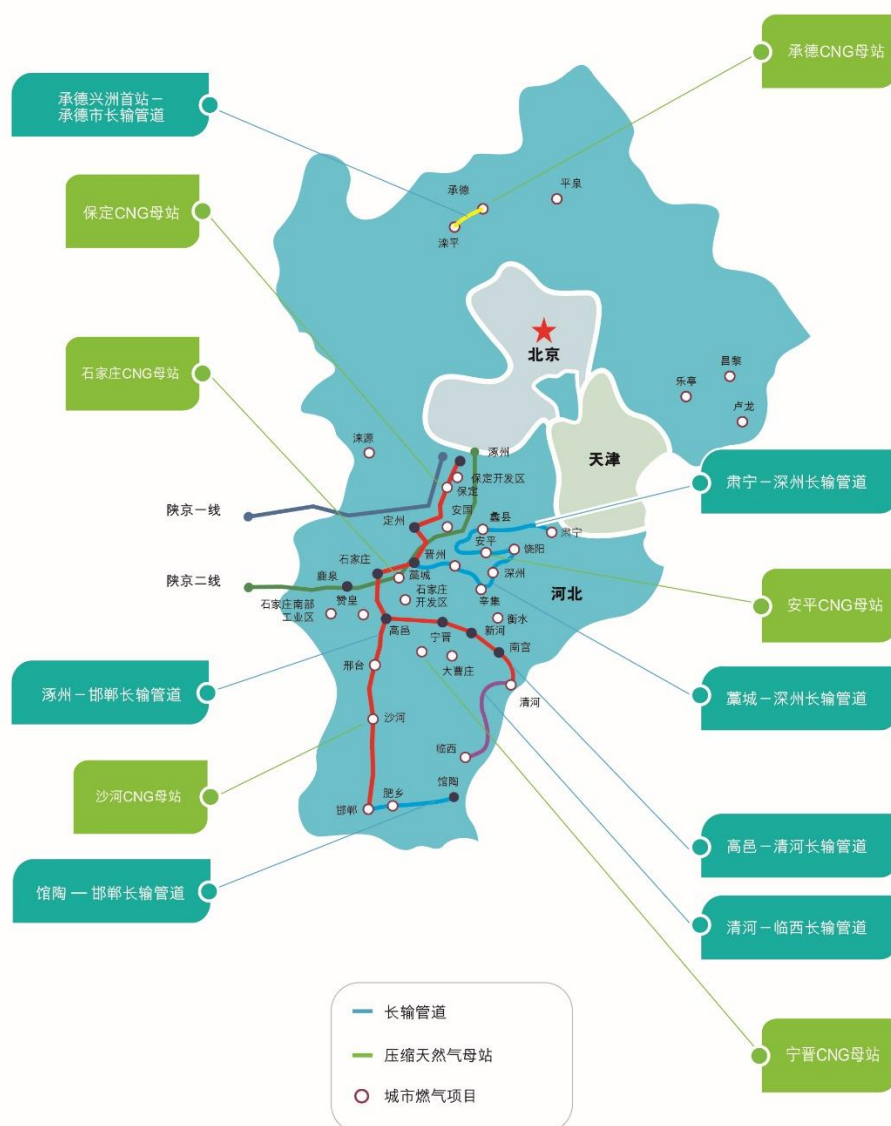 承德CNG母站
承德兴洲首站－
承德市长输管道
保定CNG母站
承德
平泉
滦平
北京
石家庄CNG母站
昌黎
乐亭
卢龙
天津
涞源
涿州
保定开发区
保定
肃宁－深州长输管道
陕京一线
安国
蠡县
定州
肃宁
安平
饶阳
晋州
石家庄
鹿泉
藁城
深州
陕京二线
石家庄
开发区
辛集
河北
安平CNG母站
石家庄南部
工业区
赞皇
衡水
高邑
宁晋
新河
南宫
邢台
大曹庄
涿州－邯郸长输管道
藁城－深州长输管道
清河
沙河
临西
沙河CNG母站
馆陶
肥乡
邯郸
高邑－清河长输管道
馆陶 — 邯郸长输管道
清河－临西长输管道
长输管道
压缩天然气母站
城市燃气项目
宁晋CNG母站